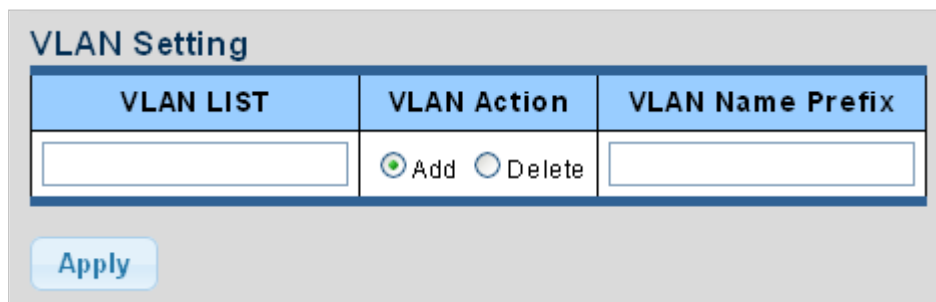 VLAN Setting
VLAN LIST VLAN Action VLAN Name Prefix
Add Delete
Apply